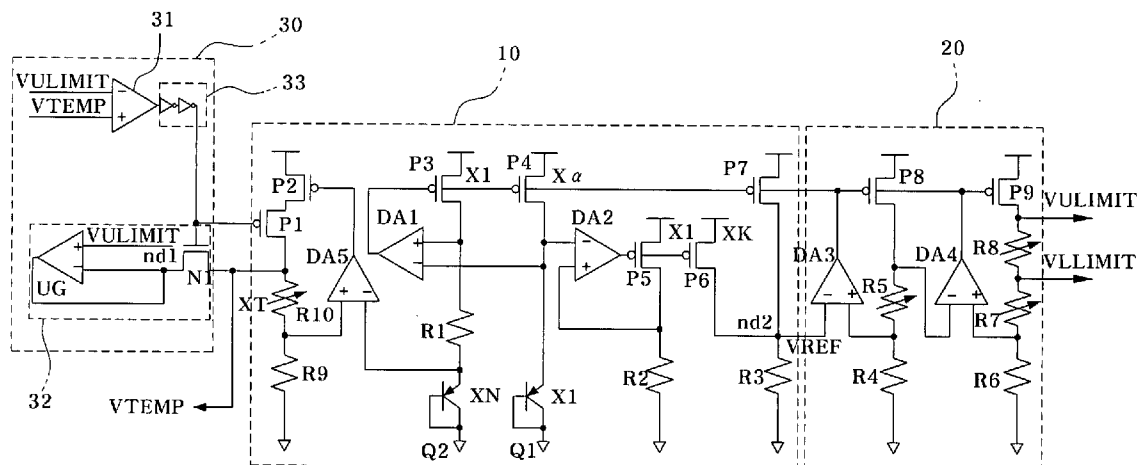 31
30
10
20
33
VULIMIT
VTEMP
P2
P3
X1
P4
Xα
P7
P8
P9
VULIMIT
P1
DA1
DA2
X1
XK
DA3
DA4
R8
VULIMIT
nd1
UG
N1
DA5
P5
P6
R5
VLLIMIT
XT
R10
R1
nd2
R7
VREF
R9
R2
R3
R4
R6
32
VTEMP
XN
X1
Q2
Q1